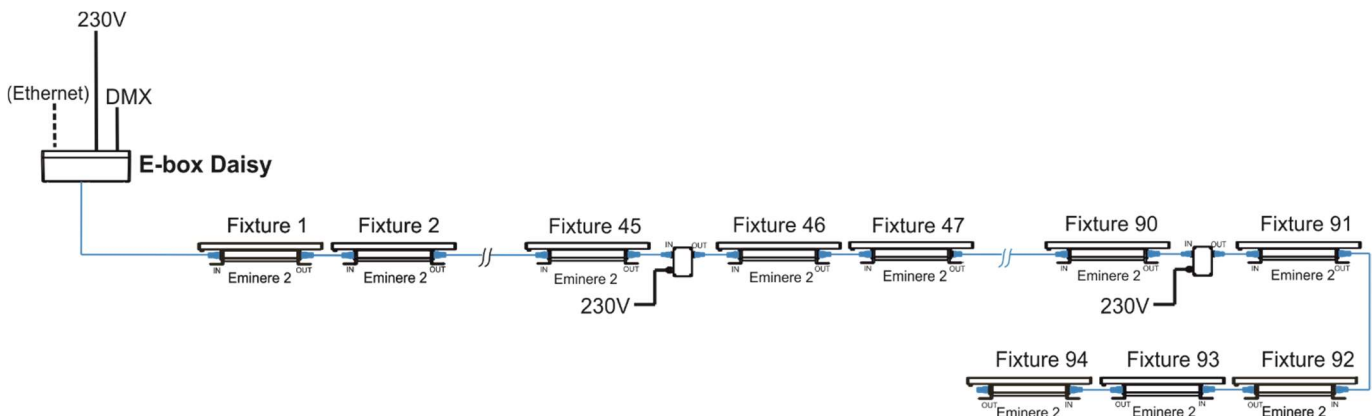 230V
(Ethernet)
DMX
E-box Daisy
Fixture 1
Fixture 2
Fixture 45
Fixture 46
Fixture 47
Fixture 90
Fixture 91
IN
OUT
IN
OUT
IN
OUT
IN
OUT
IN
OUT
IN
OUT
IN
OUT
IN
OUT
IN
OUT
Eminere 2
Eminere 2
Eminere 2
Eminere 2
Eminere 2
Eminere 2
Eminere 2
230V
230V
Fixture 94
Fixture 93
Fixture 92
OUT
IN
OUT
IN
OUT
IN
Eminere 2
Eminere 2
Eminere 2